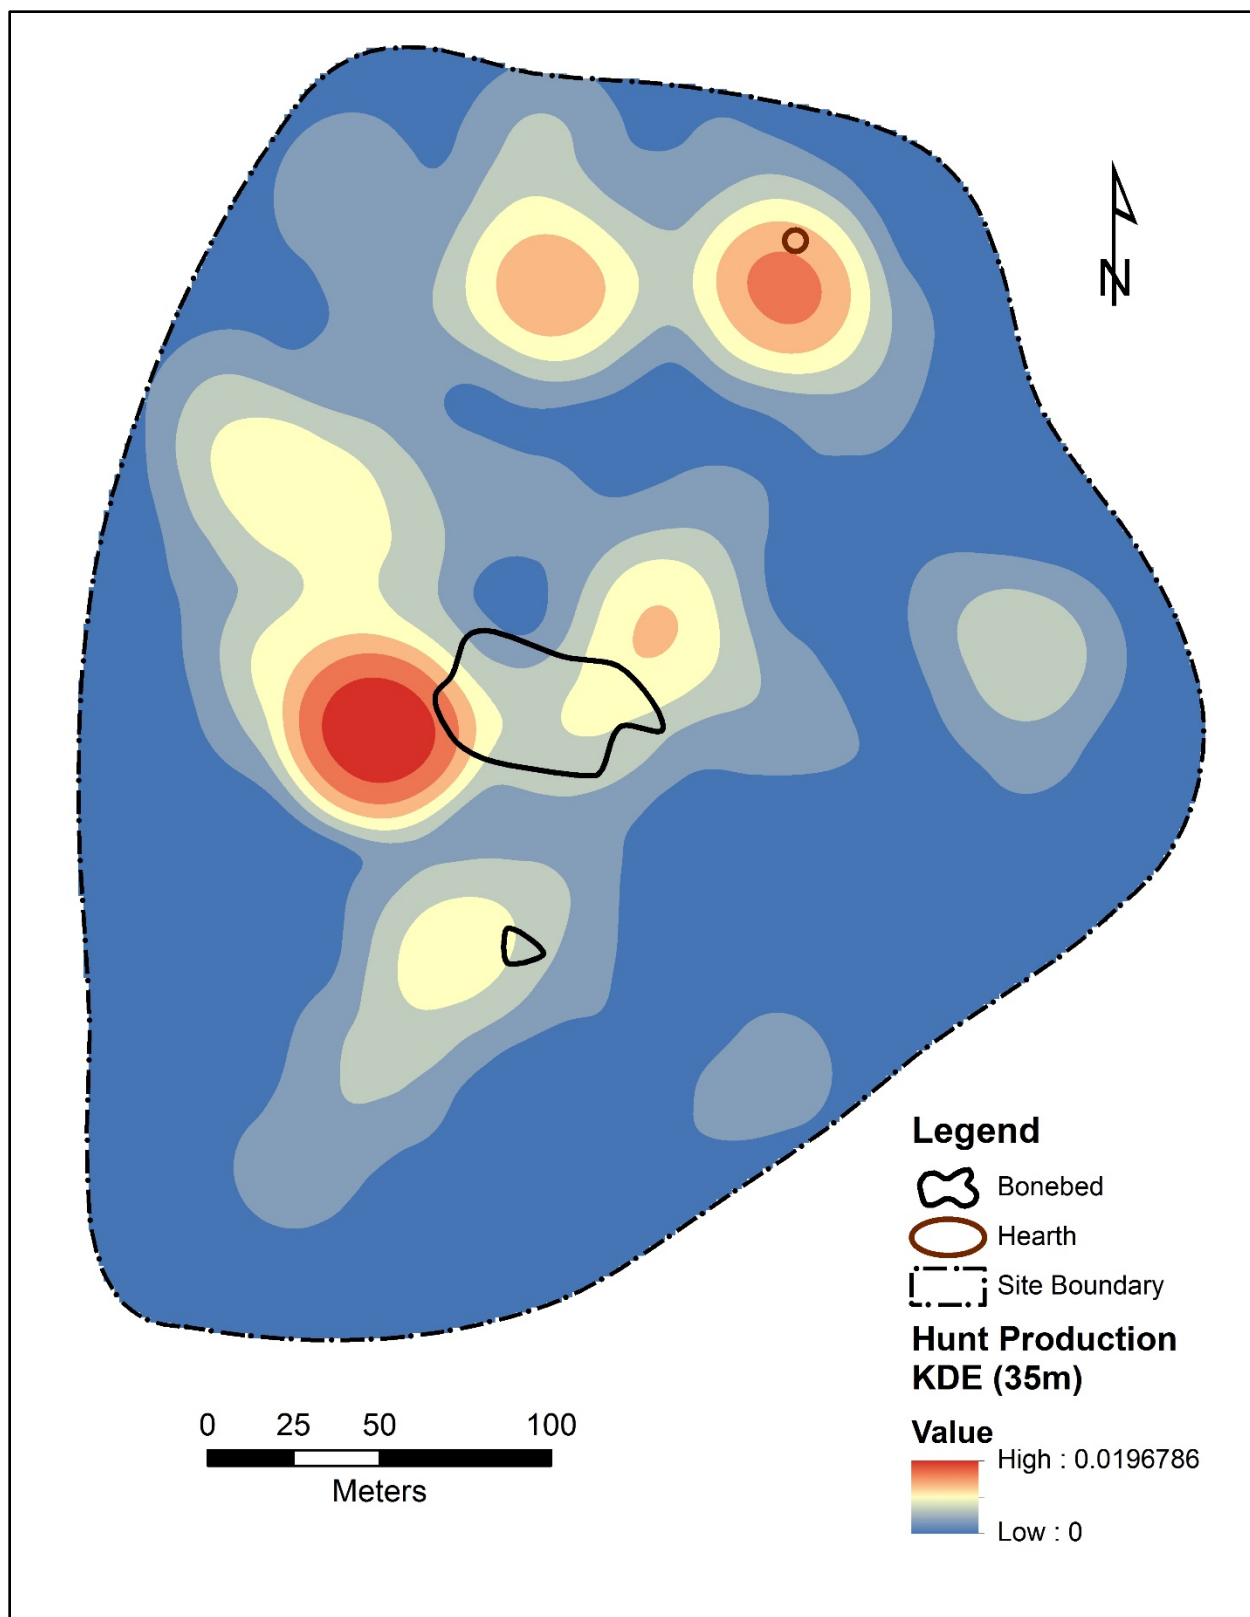 N
Legend
Bonebed
Hearth
Site Boundary
Hunt Production
KDE (35m)
Value
High : 0.0196786
Low : 0
0 25 50 100
Meters